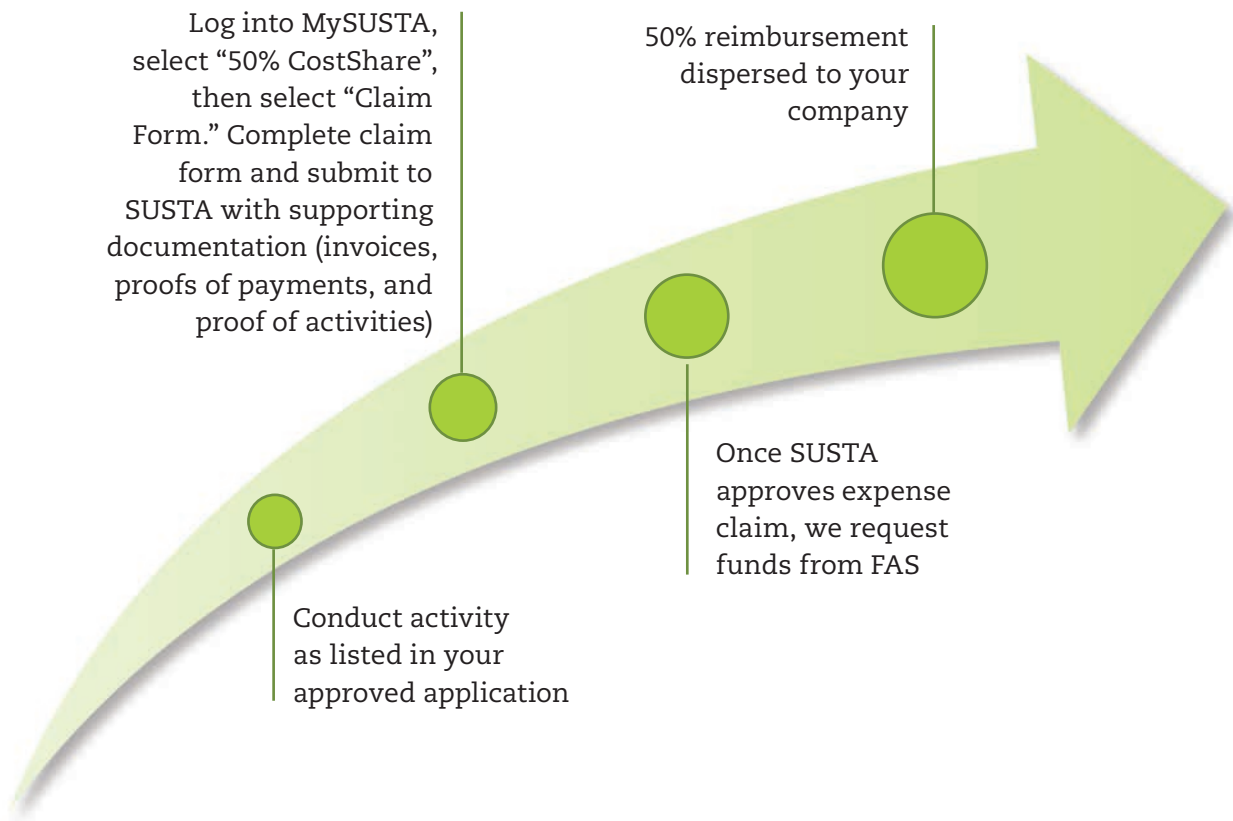 Log into MySUSTA,
select “50% CostShare”,
then select “Claim
Form.” Complete claim
form and submit to
SUSTA with supporting
documentation (invoices,
proofs of payments, and
proof of activities)
50% reimbursement
dispersed to your
company
Once SUSTA
approves expense
claim, we request
funds from FAS
Conduct activity
as listed in your
approved application